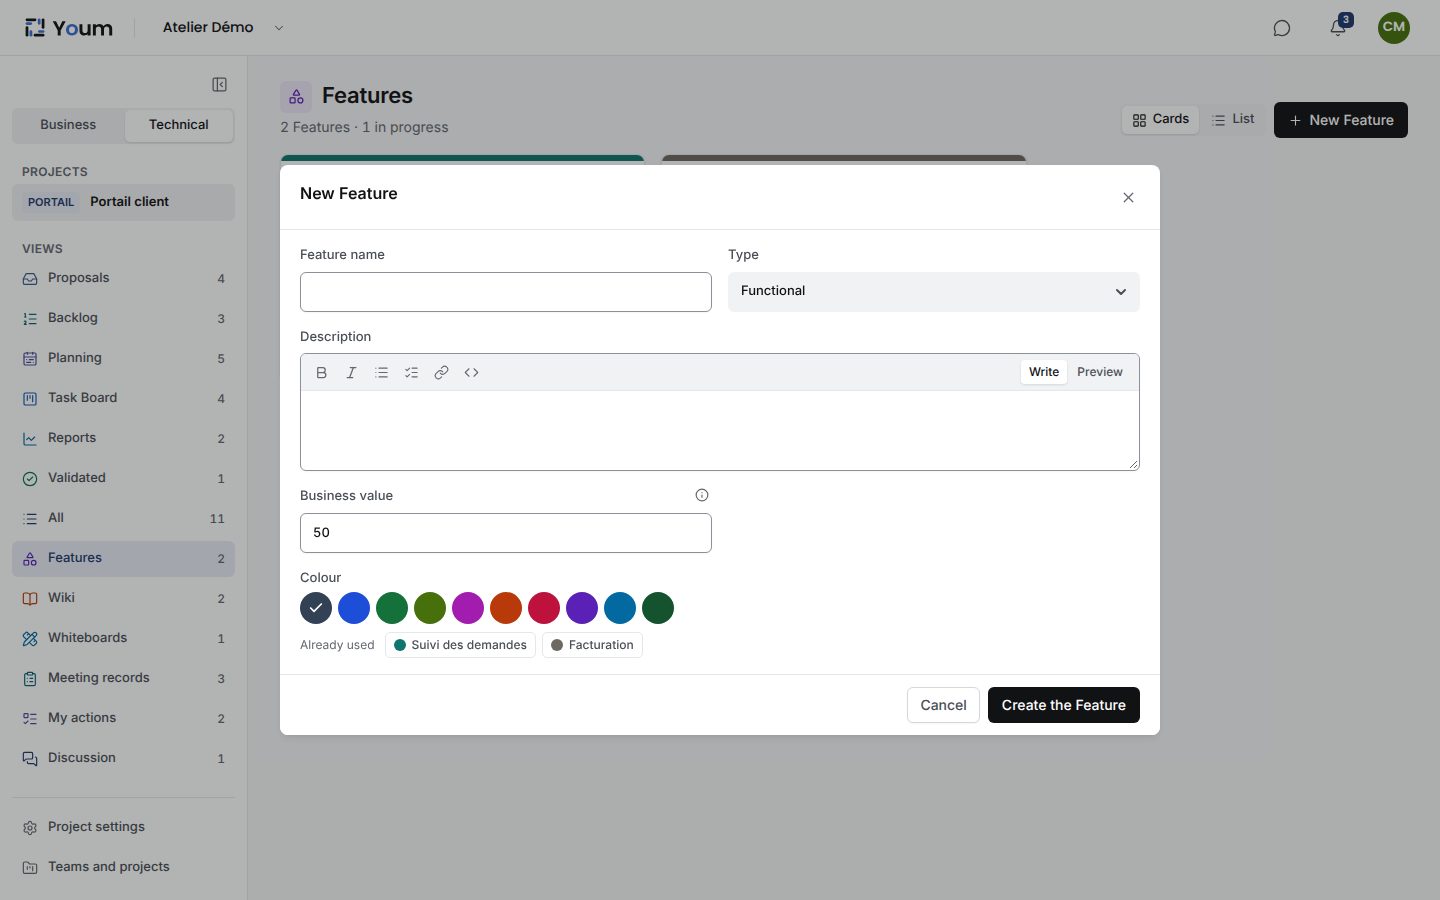 Youm
Atelier Démo
3
CM
Business
Technical
PROJECTS
PORTAIL
Portail client
VIEWS
Proposals 4
Backlog 3
Planning 5
Task Board 4
Reports 2
Validated 1
All 11
Features 2
Wiki 2
Whiteboards 1
Meeting records 3
My actions 2
Discussion 1
Project settings
Teams and projects
Features
2 Features · 1 in progress
Cards
List
New Feature
New Feature
Feature name
Type
Functional
Description
Write
Preview
Business value
50
Colour
Already used
Suivi des demandes
Facturation
Cancel
Create the Feature